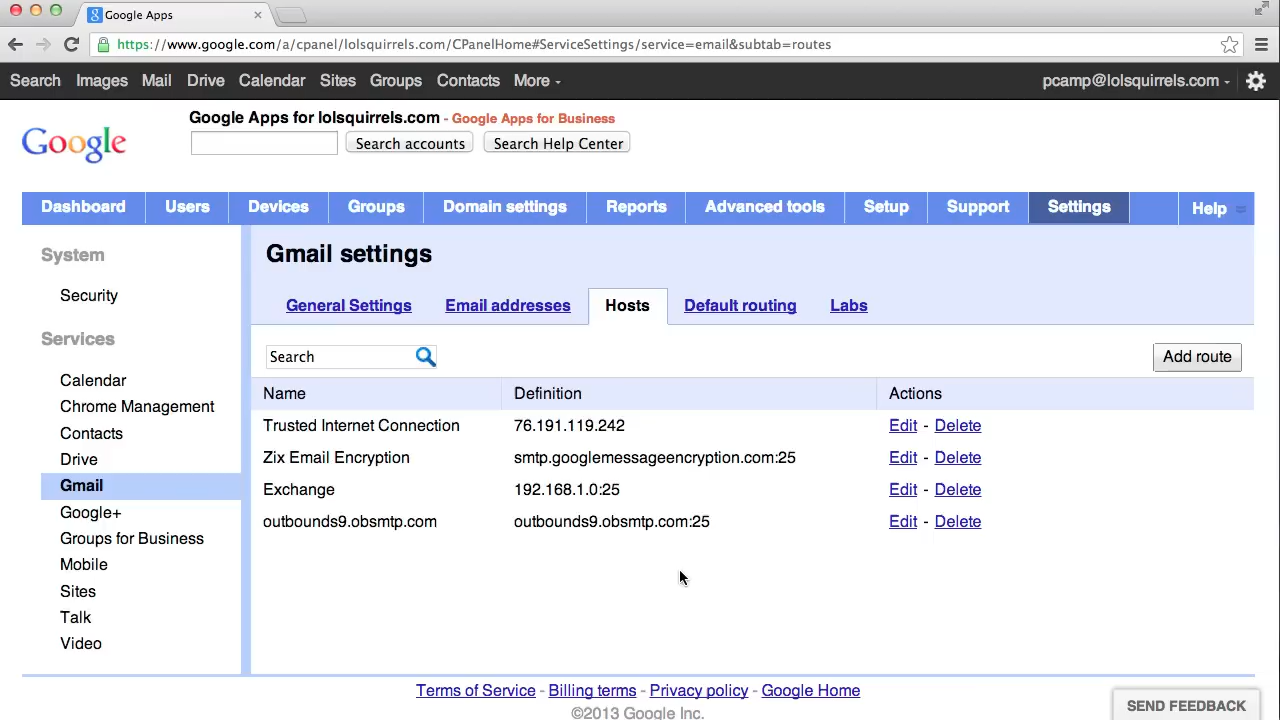 Google Apps
https://www.google.com/a/cpanel/lolsquirrels.com/CPanelHome#ServiceSettings/service=email&subtab=routes
Search Images Mail Drive Calendar Sites Groups Contacts More pcamp@lolsquirrels.com
Google
Google Apps for lolsquirrels.com - Google Apps for Business
Search accounts Search Help Center
Dashboard Users Devices Groups Domain settings Reports Advanced tools Setup Support Settings Help
System
Security
Services
Calendar
Chrome Management
Contacts
Drive
Gmail
Google+
Groups for Business
Mobile
Sites
Talk
Video
Gmail settings
General Settings Email addresses Hosts Default routing Labs
Search Add route
Name Definition Actions
Trusted Internet Connection 76.191.119.242 Edit - Delete
Zix Email Encryption smtp.googlemessageencryption.com:25 Edit - Delete
Exchange 192.168.1.0:25 Edit - Delete
outbounds9.obsmtp.com outbounds9.obsmtp.com:25 Edit - Delete
Terms of Service - Billing terms - Privacy policy - Google Home
©2013 Google Inc.
SEND FEEDBACK